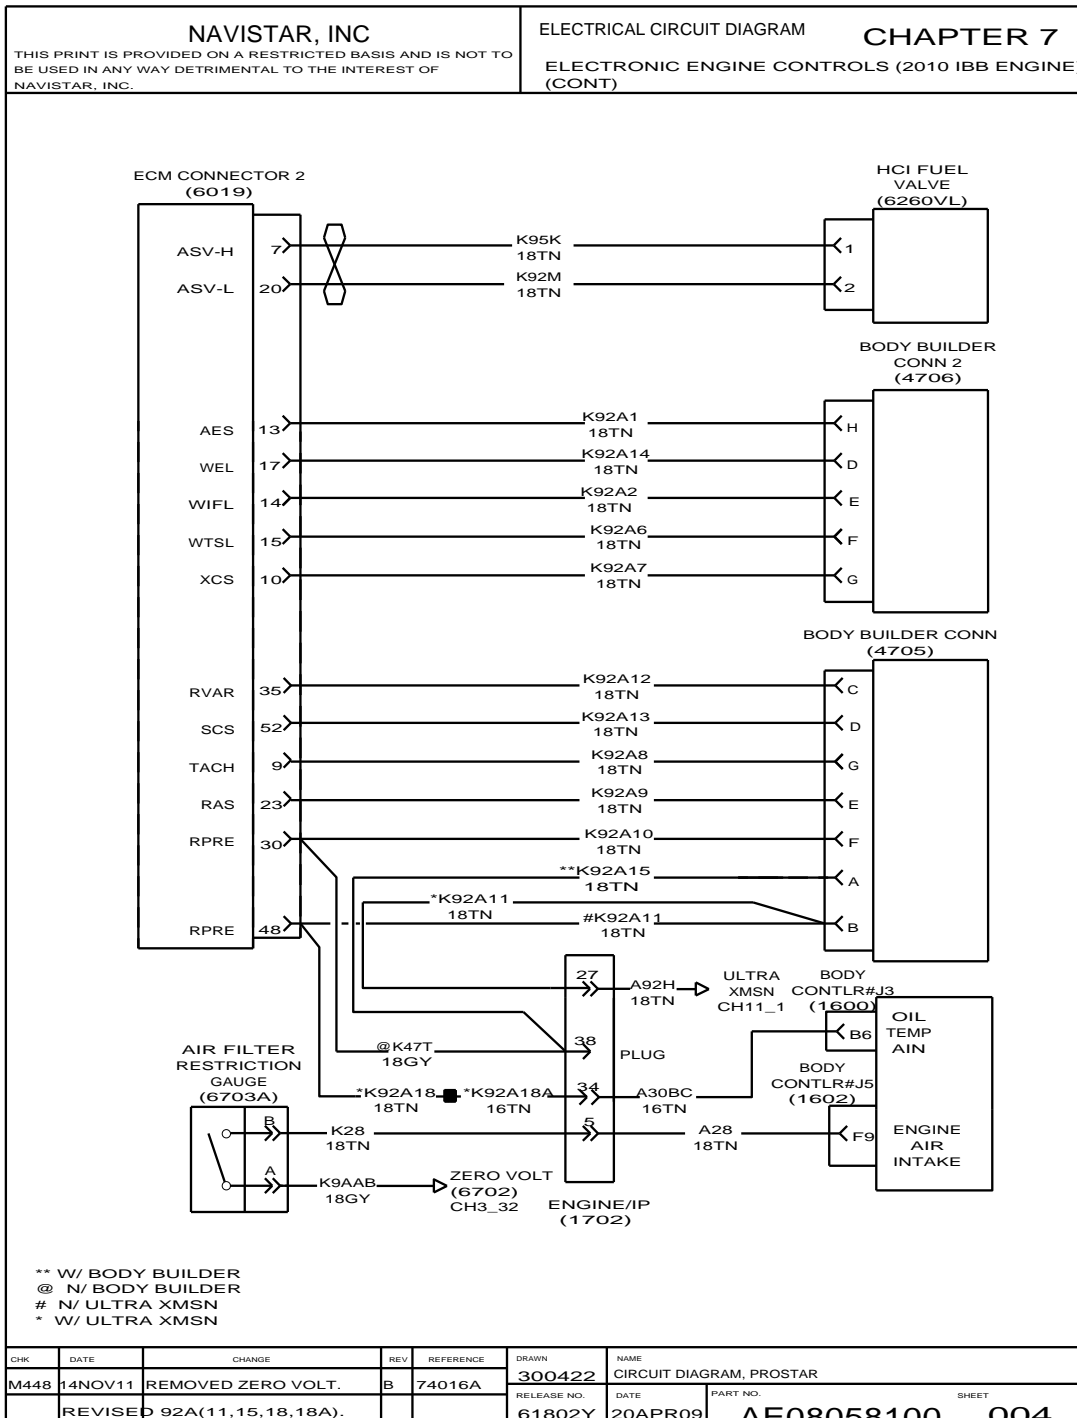 NAVISTAR, INC
THIS PRINT IS PROVIDED ON A RESTRICTED BASIS AND IS NOT TO
BE USED IN ANY WAY DETRIMENTAL TO THE INTEREST OF
NAVISTAR, INC.
ELECTRICAL CIRCUIT DIAGRAM
CHAPTER 7
ELECTRONIC ENGINE CONTROLS (2010 IBB ENGINE)
(CONT)
ECM CONNECTOR 2
(6019)
HCI FUEL
VALVE
(6260VL)
ASV-H 7 K95K 1
18TN
ASV-L 20 K92M 2
18TN
BODY BUILDER
CONN 2
(4706)
AES 13 K92A1 H
18TN
WEL 17 K92A14 D
18TN
WIFL 14 K92A2 E
18TN
WTSL 15 K92A6 F
18TN
XCS 10 K92A7 G
18TN
BODY BUILDER CONN
(4705)
RVAR 35 K92A12 C
18TN
SCS 52 K92A13 D
18TN
TACH 9 K92A8 G
18TN
RAS 23 K92A9 E
18TN
RPRE 30 K92A10 F
18TN
**K92A15 A
18TN
*K92A11
18TN
RPRE 48 #K92A11 B
18TN
27 A92H
18TN
ULTRA
XMSN
CH11_1
BODY
CONTLR#J3
(1600)
B6
OIL
TEMP
AIN
@K47T 38 PLUG
18GY
AIR FILTER
RESTRICTION
GAUGE
(6703A)
*K92A18 *K92A18A 34 A30BC
18TN 16TN 16TN
BODY
CONTLR#J5
(1602)
B K28 5 A28 F9
18TN 18TN
ENGINE
AIR
INTAKE
A K9AAB
18GY
ZERO VOLT
(6702)
CH3_32
ENGINE/IP
(1702)
** W/ BODY BUILDER
@ N/ BODY BUILDER
# N/ ULTRA XMSN
* W/ ULTRA XMSN
CHK DATE CHANGE REV REFERENCE DRAWN NAME
M448 14NOV11 REMOVED ZERO VOLT. B 74016A 300422 CIRCUIT DIAGRAM, PROSTAR
RELEASE NO. DATE PART NO. SHEET
REVISED 92A(11,15,18,18A). 61802Y 20APR09 AE08058100 004